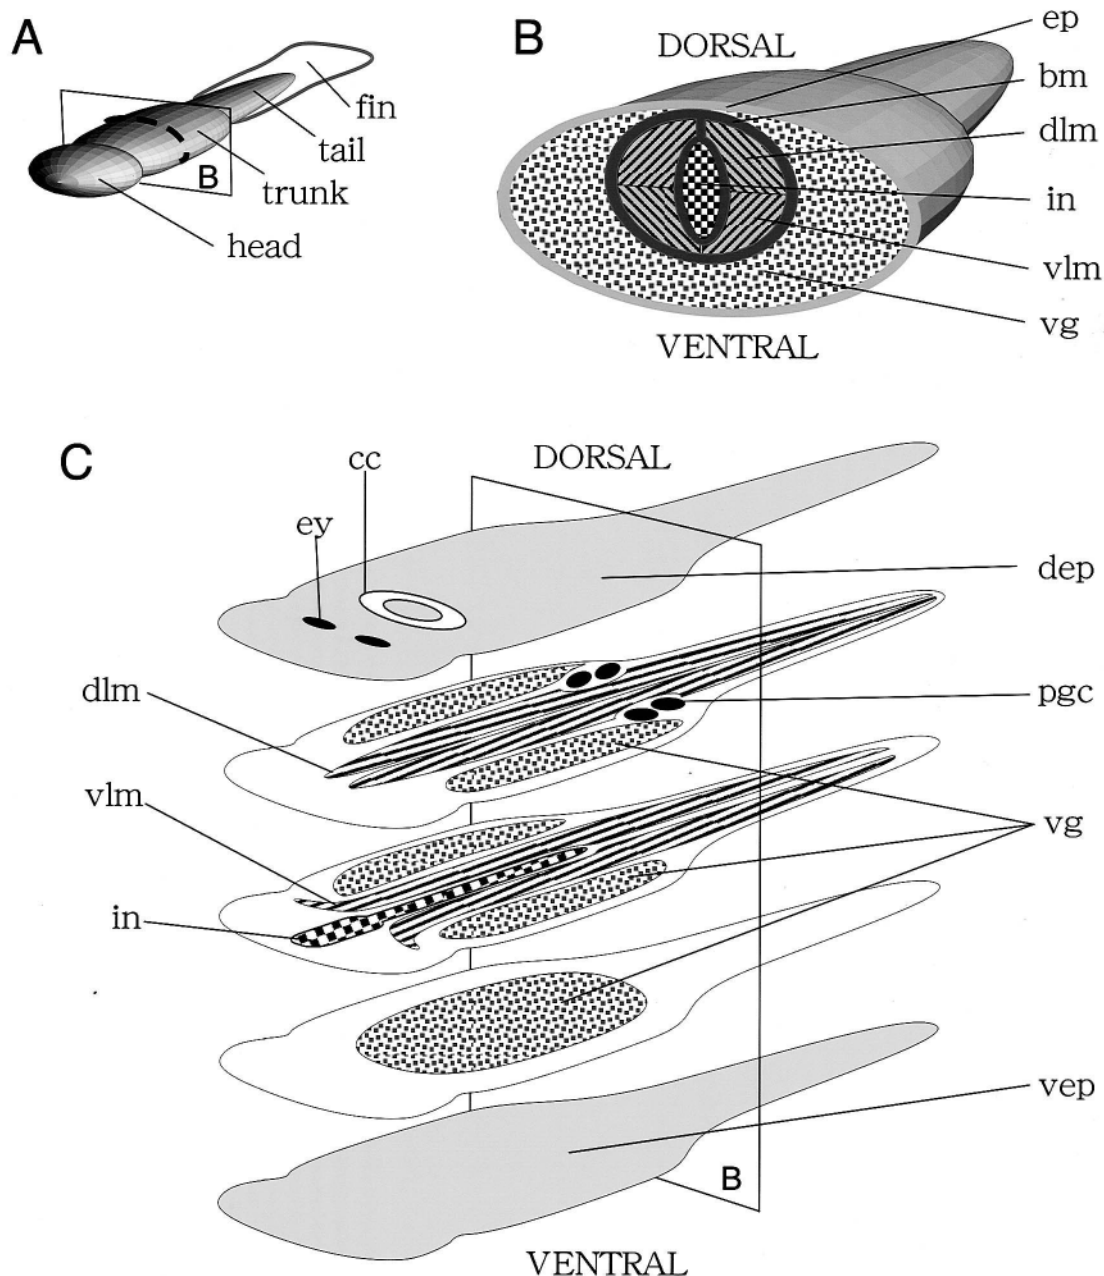 A
fin
tail
B
trunk
head
B
DORSAL
ep
bm
dlm
in
vlm
vg
VENTRAL
C
cc
DORSAL
ey
dep
dlm
pgc
vlm
vg
in
vep
B
VENTRAL